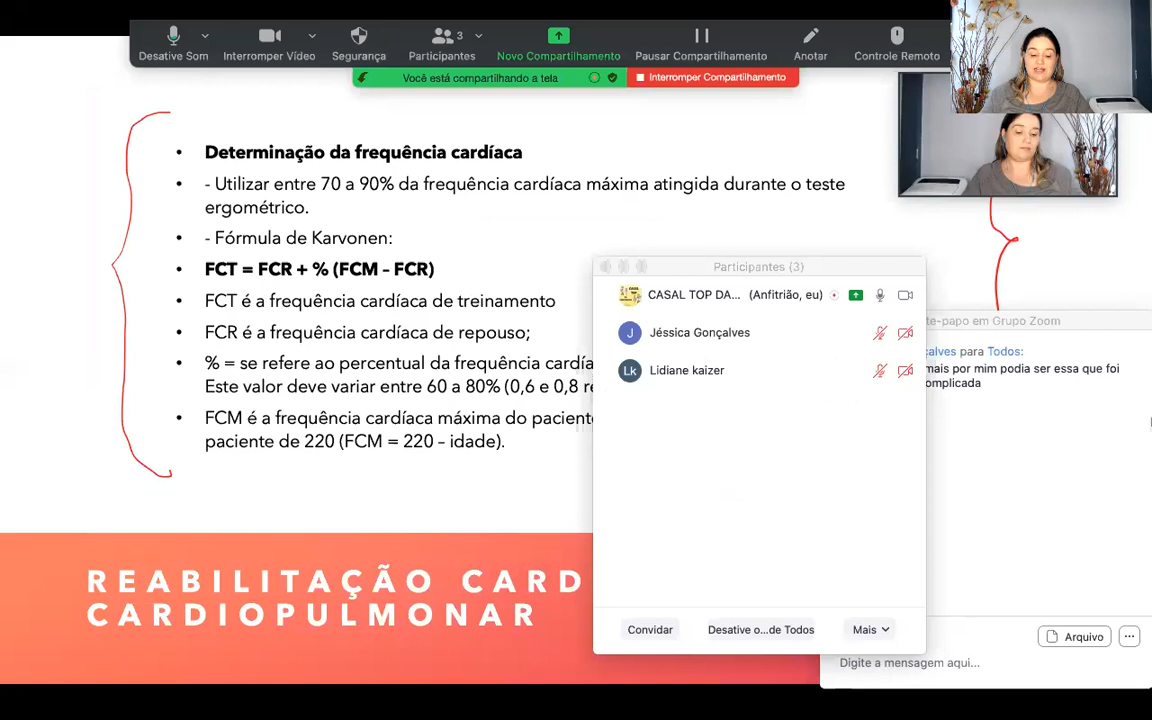 Desative Som
Interromper Vídeo
Segurança
3
Participantes
Novo Compartilhamento
Pausar Compartilhamento
Anotar
Controle Remoto
Você está compartilhando a tela
Interromper Compartilhamento
• Determinação da frequência cardíaca
• - Utilizar entre 70 a 90% da frequência cardíaca máxima atingida durante o teste
ergométrico.
• - Fórmula de Karvonen:
• FCT = FCR + % (FCM – FCR)
• FCT é a frequência cardíaca de treinamento
• FCR é a frequência cardíaca de repouso;
• % = se refere ao percentual da frequência cardía
Este valor deve variar entre 60 a 80% (0,6 e 0,8 r
• FCM é a frequência cardíaca máxima do pacient
paciente de 220 (FCM = 220 – idade).
REABILITAÇÃO CARD
CARDIOPULMONAR
Participantes (3)
CASAL TOP DA... (Anfitrião, eu)
J Jéssica Gonçalves
Lk Lidiane kaizer
Convidar
Desative o...de Todos
Mais
te-papo em Grupo Zoom
alves para Todos:
mais por mim podia ser essa que foi
omplicada
Arquivo
...
Digite a mensagem aqui...